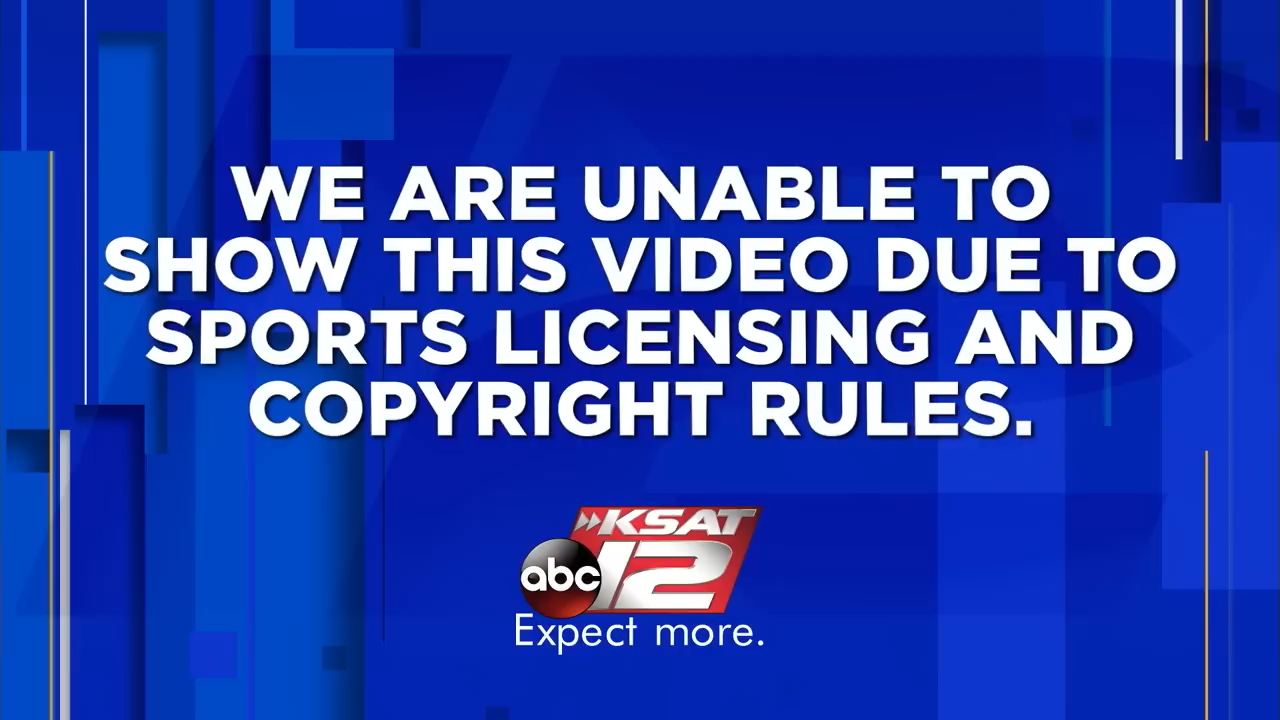 WE ARE UNABLE TO
SHOW THIS VIDEO DUE TO
SPORTS LICENSING AND
COPYRIGHT RULES.
KSAT
abc 12
Expect more.